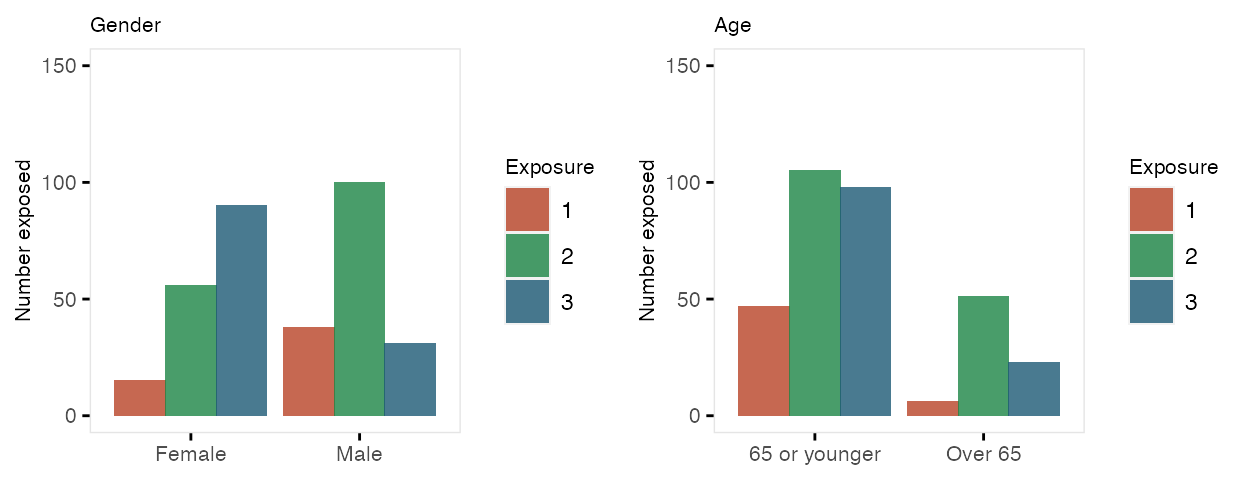 Gender
Number exposed
150
100
50
0
Female Male
Exposure
1
2
3
Age
Number exposed
150
100
50
0
65 or younger Over 65
Exposure
1
2
3